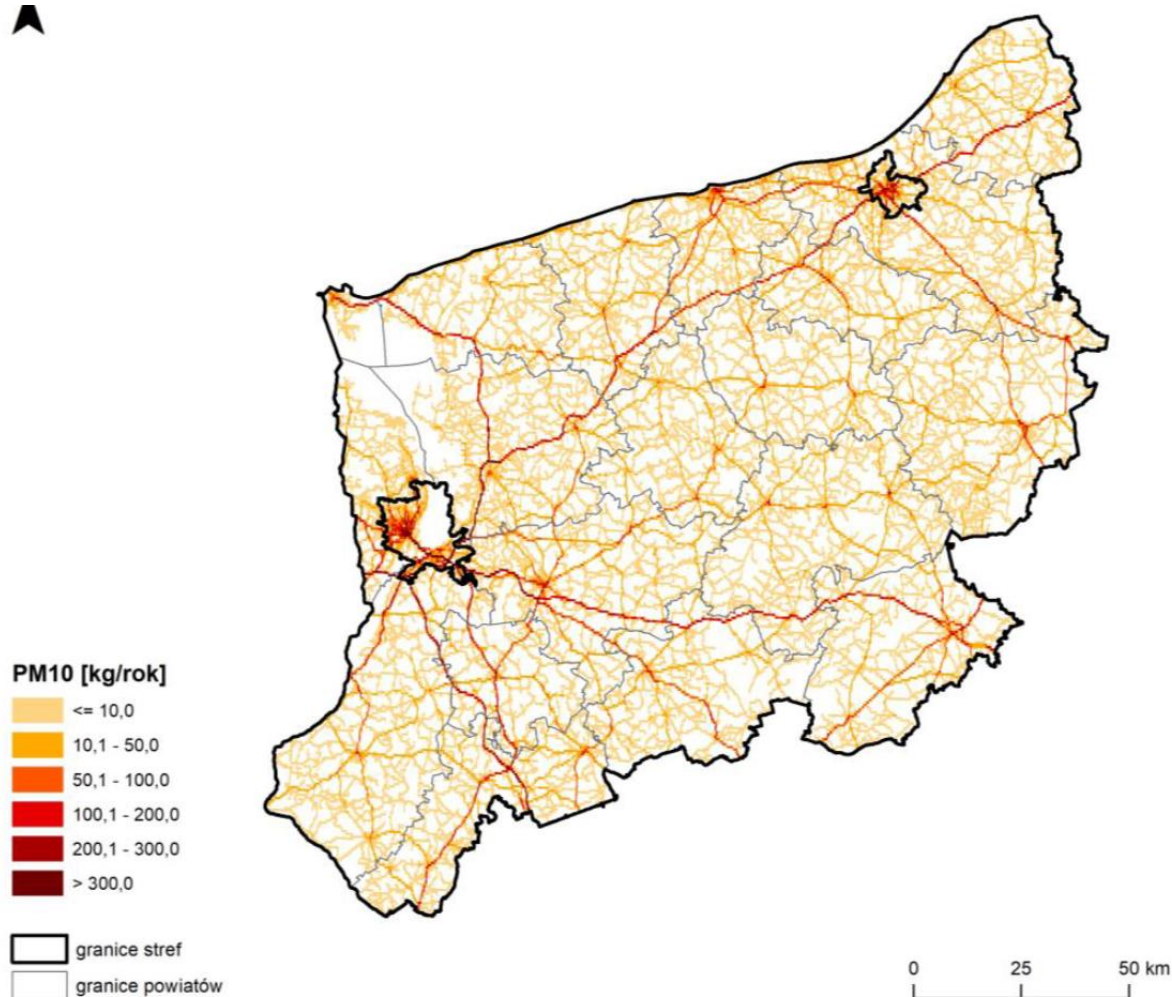 PM10 [kg/rok]
<= 10,0
10,1 - 50,0
50,1 - 100,0
100,1 - 200,0
200,1 - 300,0
> 300,0
granice stref
granice powiatów
0 25 50 km